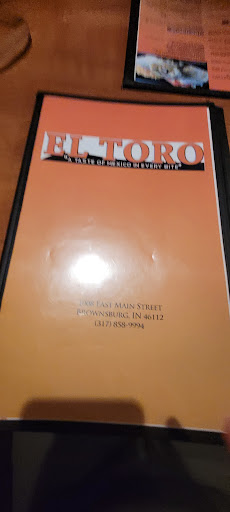 EL TORO
"A TASTE OF MEXICO IN EVERY BITE"
East Main Street
Brownsburg, IN 46112
(317) 858-9994